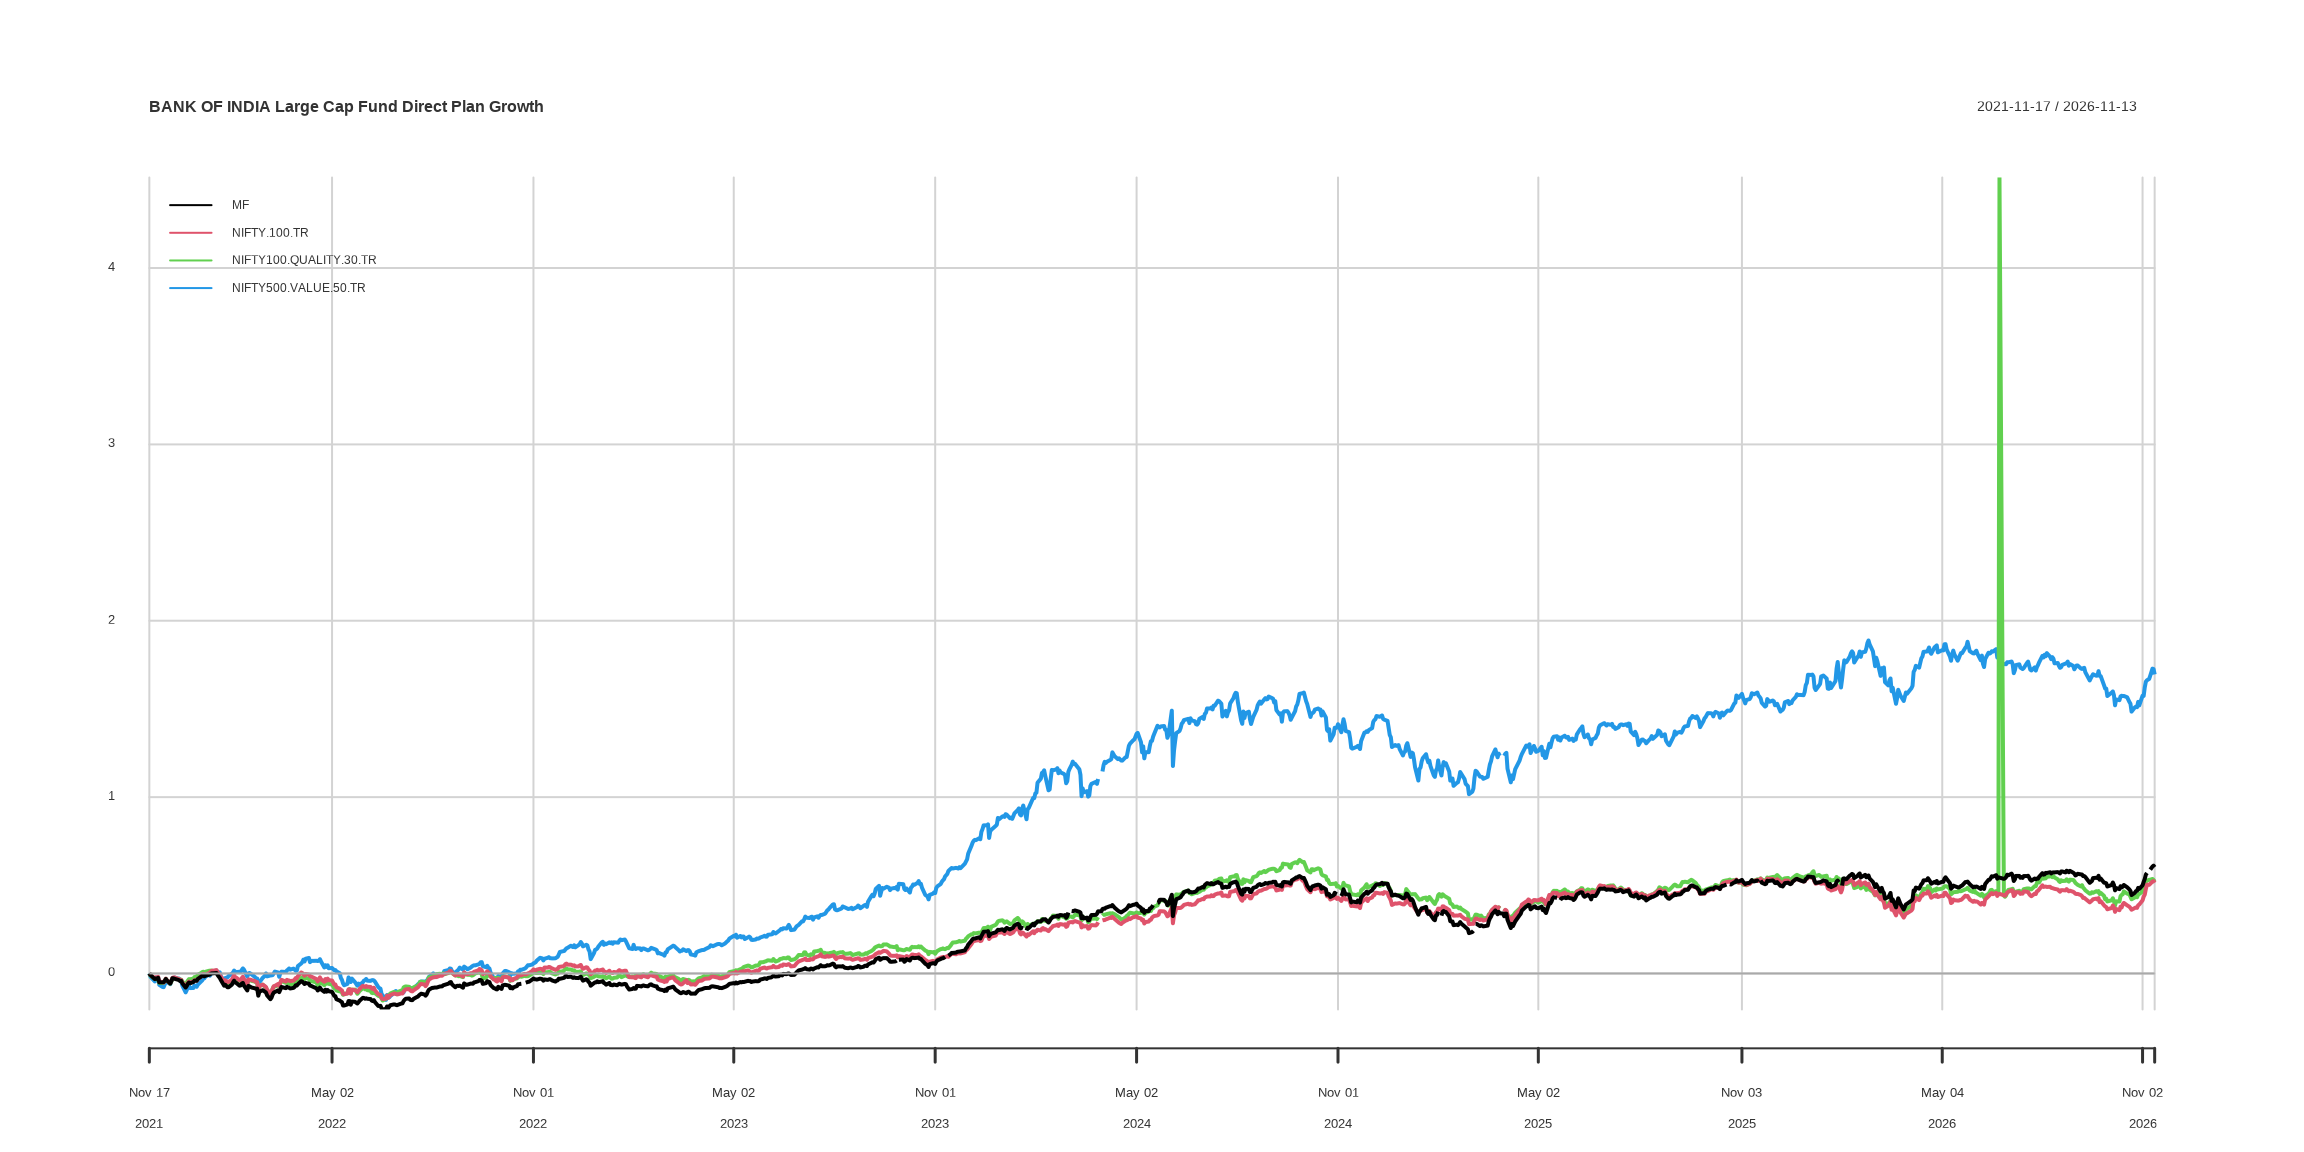 BANK OF INDIA Large Cap Fund Direct Plan Growth
2021-11-17 / 2026-11-13
MF
NIFTY.100.TR
NIFTY100.QUALITY.30.TR
NIFTY500.VALUE.50.TR
4
3
2
1
0
Nov 17 May 02 Nov 01 May 02 Nov 01 May 02 Nov 01 May 02 Nov 03 May 04 Nov 02
2021 2022 2022 2023 2023 2024 2024 2025 2025 2026 2026